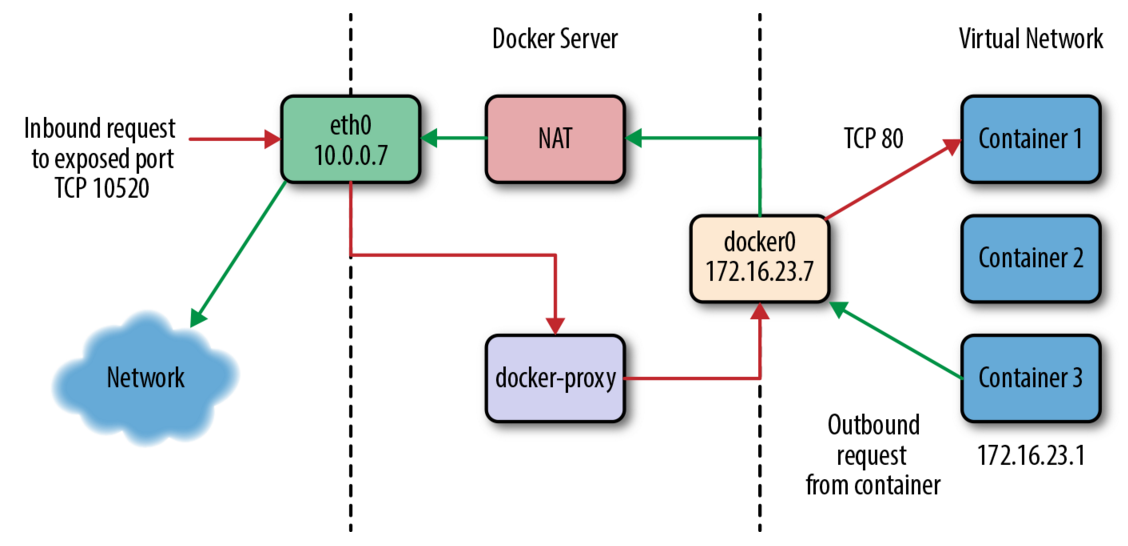 Docker Server
Virtual Network
Inbound request
to exposed port
TCP 10520
eth0
10.0.0.7
NAT
TCP 80
Container 1
docker0
172.16.23.7
Container 2
Network
docker-proxy
Container 3
Outbound
request
from container
172.16.23.1